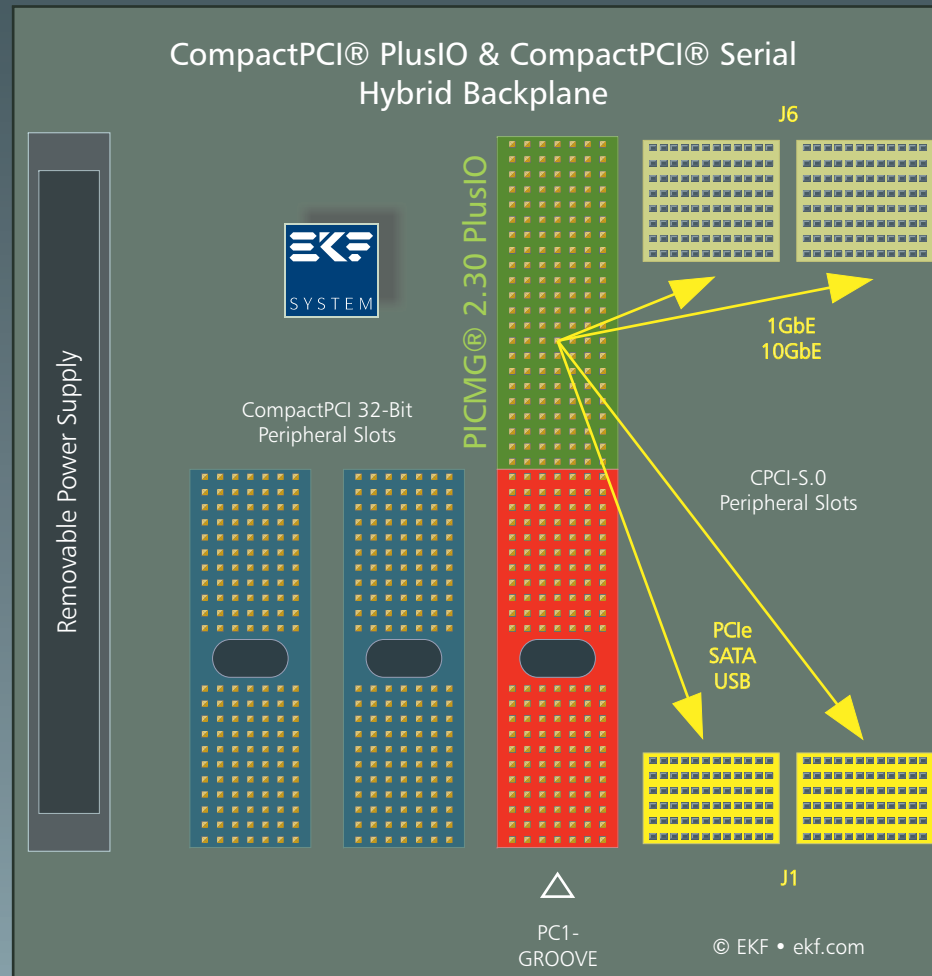 CompactPCI® PlusIO & CompactPCI® Serial
Hybrid Backplane
J6
PICMG® 2.30 PlusIO
EKF
SYSTEM
1GbE
10GbE
Removable Power Supply
CompactPCI 32-Bit
Peripheral Slots
CPCI-S.0
Peripheral Slots
PCIe
SATA
USB
J1
PC1-
GROOVE
© EKF • ekf.com